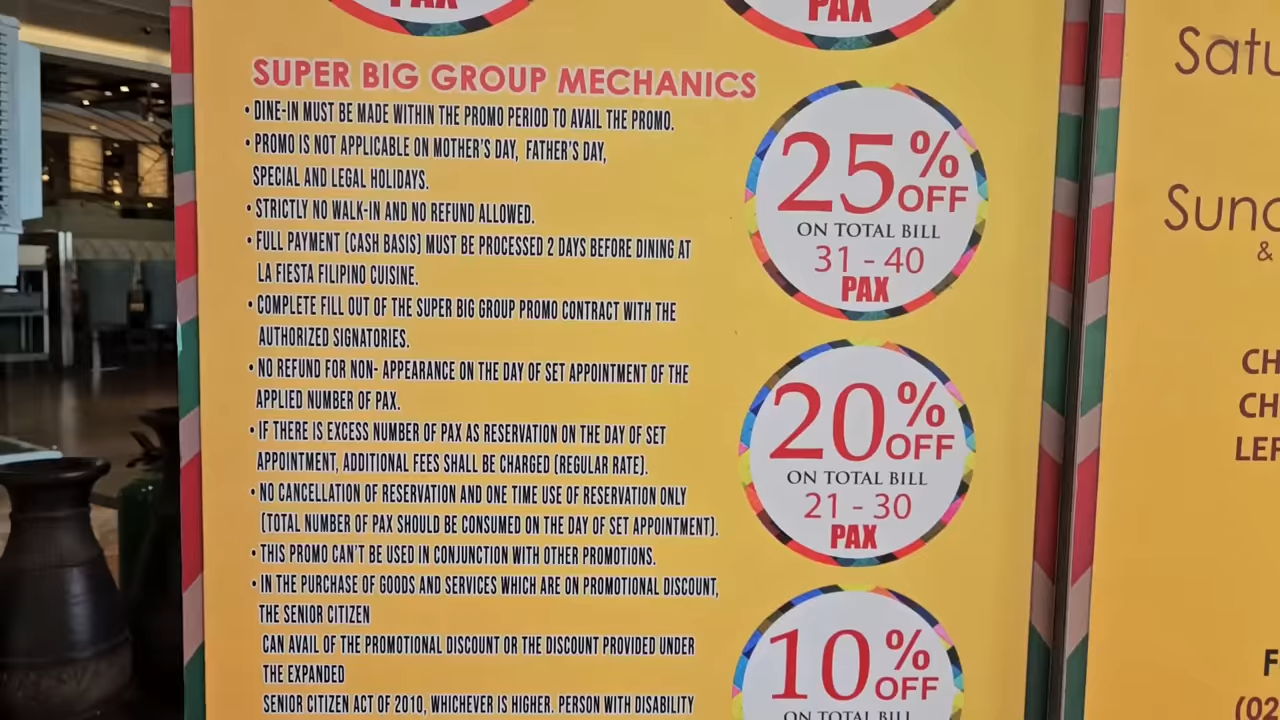 PAX
PAX
SUPER BIG GROUP MECHANICS
• DINE-IN MUST BE MADE WITHIN THE PROMO PERIOD TO AVAIL THE PROMO.
• PROMO IS NOT APPLICABLE ON MOTHER'S DAY, FATHER'S DAY,
SPECIAL AND LEGAL HOLIDAYS.
• STRICTLY NO WALK-IN AND NO REFUND ALLOWED.
• FULL PAYMENT (CASH BASIS) MUST BE PROCESSED 2 DAYS BEFORE DINING AT
LA FIESTA FILIPINO CUISINE.
• COMPLETE FILL OUT OF THE SUPER BIG GROUP PROMO CONTRACT WITH THE
AUTHORIZED SIGNATORIES.
• NO REFUND FOR NON- APPEARANCE ON THE DAY OF SET APPOINTMENT OF THE
APPLIED NUMBER OF PAX.
• IF THERE IS EXCESS NUMBER OF PAX AS RESERVATION ON THE DAY OF SET
APPOINTMENT, ADDITIONAL FEES SHALL BE CHARGED (REGULAR RATE).
• NO CANCELLATION OF RESERVATION AND ONE TIME USE OF RESERVATION ONLY
(TOTAL NUMBER OF PAX SHOULD BE CONSUMED ON THE DAY OF SET APPOINTMENT).
• THIS PROMO CAN'T BE USED IN CONJUNCTION WITH OTHER PROMOTIONS.
• IN THE PURCHASE OF GOODS AND SERVICES WHICH ARE ON PROMOTIONAL DISCOUNT,
THE SENIOR CITIZEN
CAN AVAIL OF THE PROMOTIONAL DISCOUNT OR THE DISCOUNT PROVIDED UNDER
THE EXPANDED
SENIOR CITIZEN ACT OF 2010, WHICHEVER IS HIGHER. PERSON WITH DISABILITY
25% OFF
ON TOTAL BILL
31 - 40
PAX
20% OFF
ON TOTAL BILL
21 - 30
PAX
10% OFF
ON TOTAL BILL
Satu
Sund
&
CH
CH
LEF
F
(02